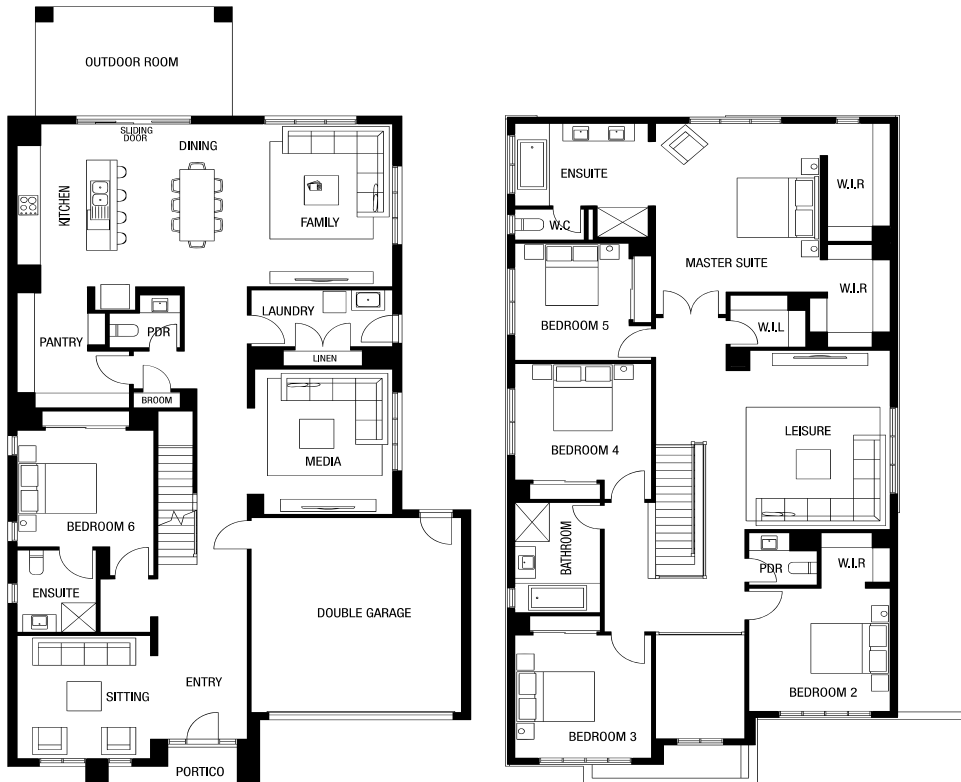 OUTDOOR ROOM
SLIDING
DOOR
DINING
KITCHEN
FAMILY
LAUNDRY
PDR
PANTRY
LINEN
BROOM
MEDIA
BEDROOM 6
ENSUITE
DOUBLE GARAGE
SITTING
ENTRY
PORTICO
ENSUITE
W.I.R
W.C
MASTER SUITE
W.I.R
BEDROOM 5
W.I.L
LEISURE
BEDROOM 4
BATHROOM
PDR
W.I.R
BEDROOM 2
BEDROOM 3